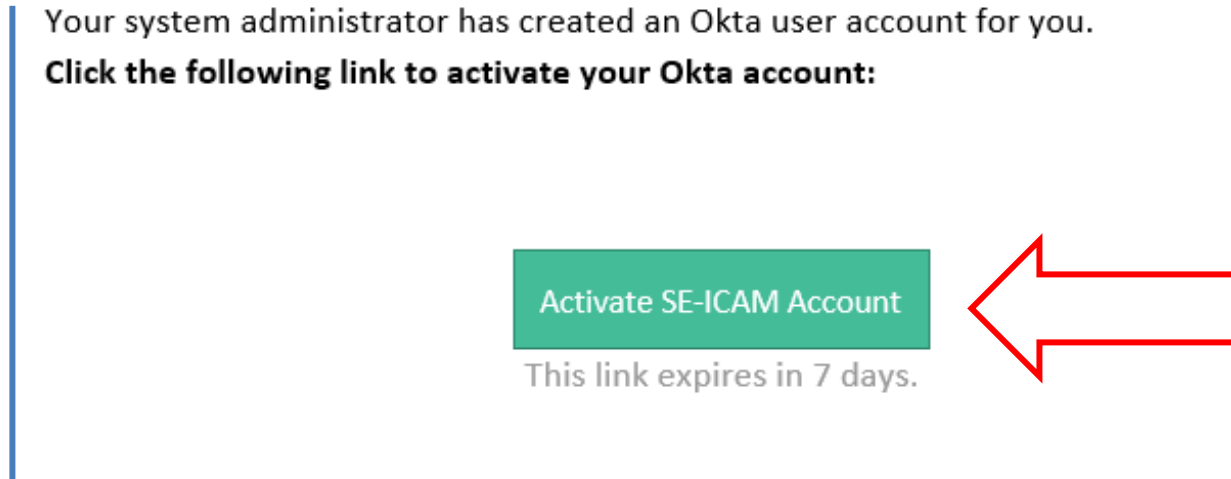 Your system administrator has created an Okta user account for you.
Click the following link to activate your Okta account:
Activate SE-ICAM Account
This link expires in 7 days.